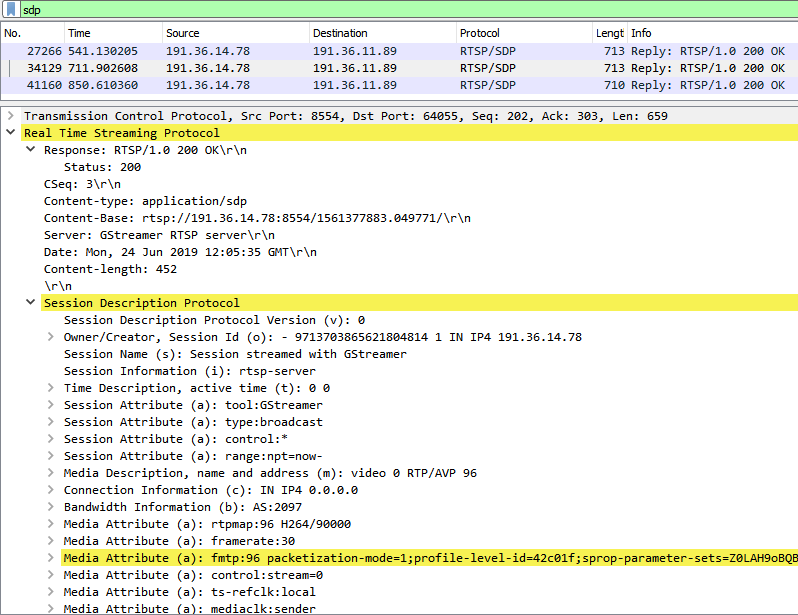 sdp
No. Time Source Destination Protocol Lengt Info
27266 541.130205 191.36.14.78 191.36.11.89 RTSP/SDP 713 Reply: RTSP/1.0 200 OK
34129 711.902608 191.36.14.78 191.36.11.89 RTSP/SDP 713 Reply: RTSP/1.0 200 OK
41160 850.610360 191.36.14.78 191.36.11.89 RTSP/SDP 710 Reply: RTSP/1.0 200 OK
Transmission Control Protocol, Src Port: 8554, Dst Port: 64055, Seq: 202, Ack: 303, Len: 659
Real Time Streaming Protocol
Response: RTSP/1.0 200 OK\r\n
Status: 200
CSeq: 3\r\n
Content-type: application/sdp
Content-Base: rtsp://191.36.14.78:8554/1561377883.049771/\r\n
Server: GStreamer RTSP server\r\n
Date: Mon, 24 Jun 2019 12:05:35 GMT\r\n
Content-length: 452
\r\n
Session Description Protocol
Session Description Protocol Version (v): 0
Owner/Creator, Session Id (o): - 9713703865621804814 1 IN IP4 191.36.14.78
Session Name (s): Session streamed with GStreamer
Session Information (i): rtsp-server
Time Description, active time (t): 0 0
Session Attribute (a): tool:GStreamer
Session Attribute (a): type:broadcast
Session Attribute (a): control:*
Session Attribute (a): range:npt=now-
Media Description, name and address (m): video 0 RTP/AVP 96
Connection Information (c): IN IP4 0.0.0.0
Bandwidth Information (b): AS:2097
Media Attribute (a): rtpmap:96 H264/90000
Media Attribute (a): framerate:30
Media Attribute (a): fmtp:96 packetization-mode=1;profile-level-id=42c01f;sprop-parameter-sets=Z0LAH9oBQB
Media Attribute (a): control:stream=0
Media Attribute (a): ts-refclk:local
Media Attribute (a): mediaclk:sender